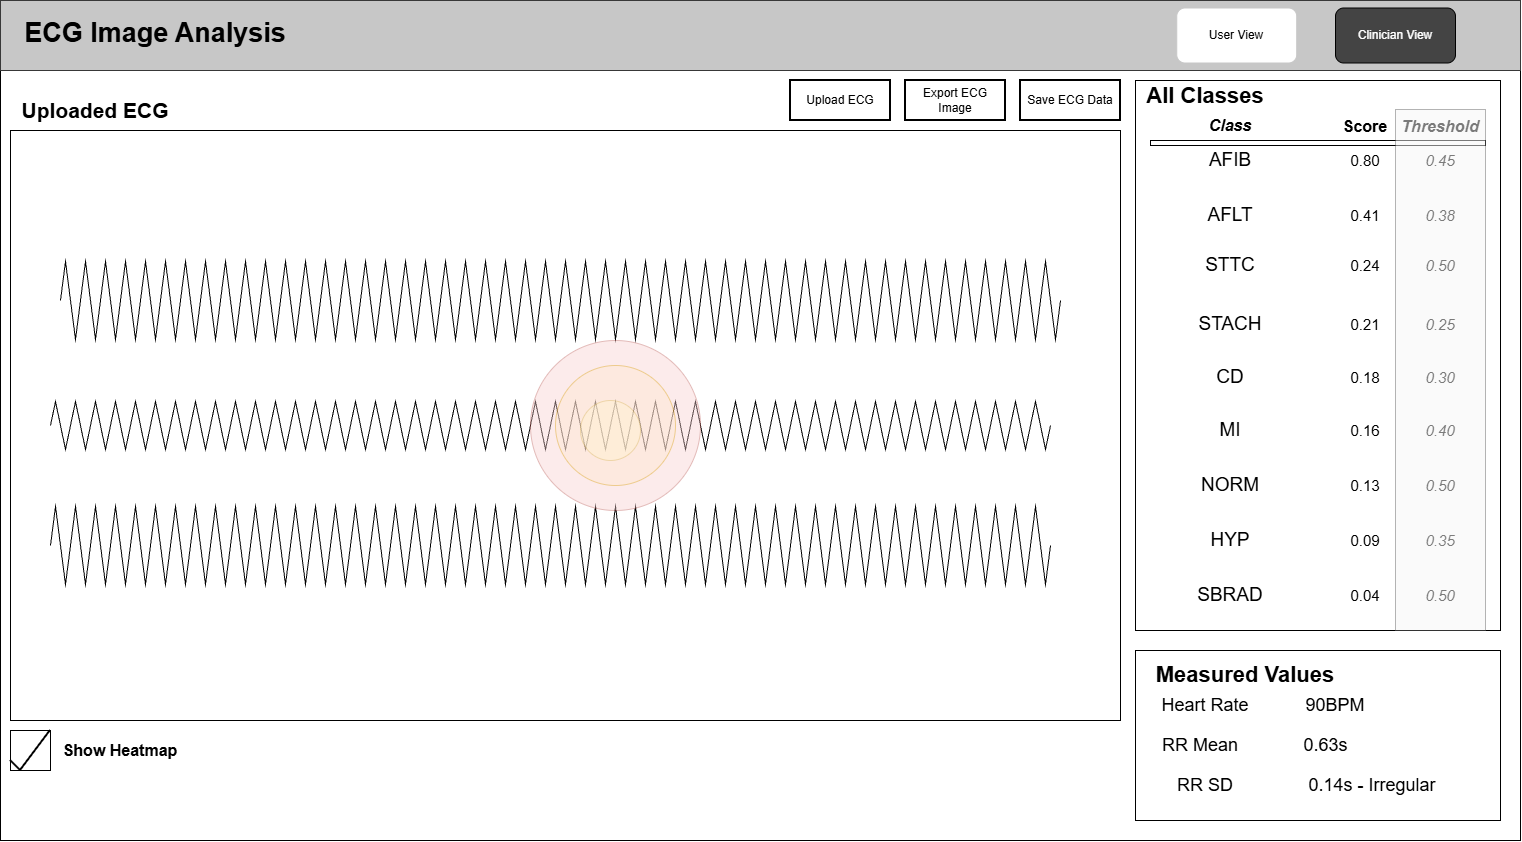 ECG Image Analysis
User View
Clinician View
Uploaded ECG
Upload ECG
Export ECG
Image
Save ECG Data
All Classes
Class Score Threshold
AFIB 0.80 0.45
AFLT 0.41 0.38
STTC 0.24 0.50
STACH 0.21 0.25
CD 0.18 0.30
MI 0.16 0.40
NORM 0.13 0.50
HYP 0.09 0.35
SBRAD 0.04 0.50
Measured Values
Heart Rate 90BPM
RR Mean 0.63s
RR SD 0.14s - Irregular
Show Heatmap